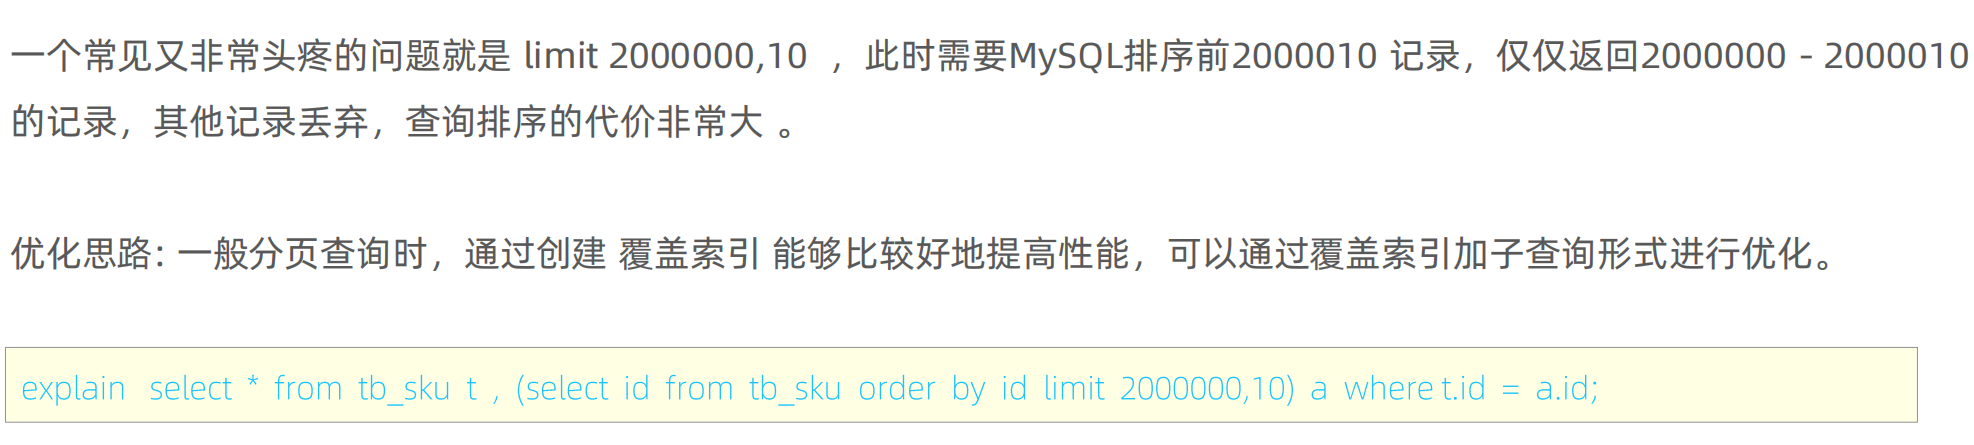 一个常见又非常头疼的问题就是 limit 2000000,10 ，此时需要MySQL排序前2000010 记录，仅仅返回2000000 - 2000010
的记录，其他记录丢弃，查询排序的代价非常大 。
优化思路: 一般分页查询时，通过创建 覆盖索引 能够比较好地提高性能，可以通过覆盖索引加子查询形式进行优化。
explain select * from tb_sku t , (select id from tb_sku order by id limit 2000000,10) a where t.id = a.id;